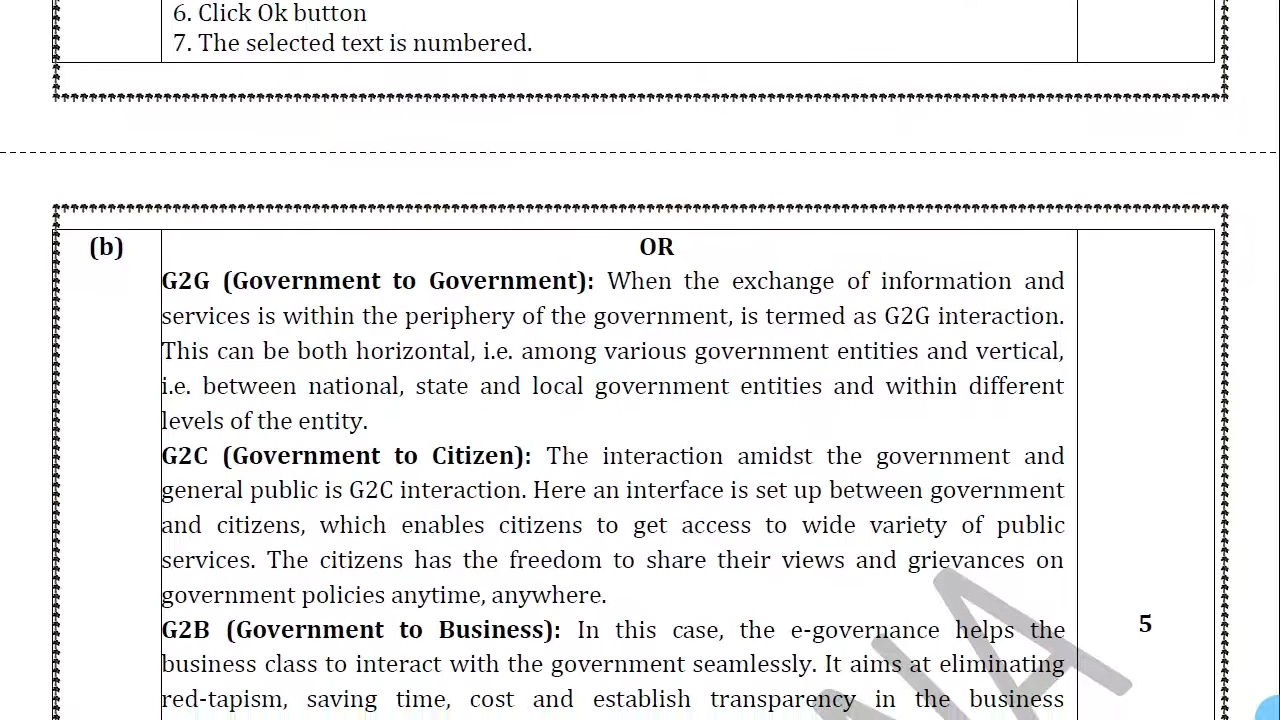 6. Click Ok button
7. The selected text is numbered.
(b)
OR
G2G (Government to Government): When the exchange of information and
services is within the periphery of the government, is termed as G2G interaction.
This can be both horizontal, i.e. among various government entities and vertical,
i.e. between national, state and local government entities and within different
levels of the entity.
G2C (Government to Citizen): The interaction amidst the government and
general public is G2C interaction. Here an interface is set up between government
and citizens, which enables citizens to get access to wide variety of public
services. The citizens has the freedom to share their views and grievances on
government policies anytime, anywhere.
G2B (Government to Business): In this case, the e-governance helps the
business class to interact with the government seamlessly. It aims at eliminating
red-tapism, saving time, cost and establish transparency in the business
5